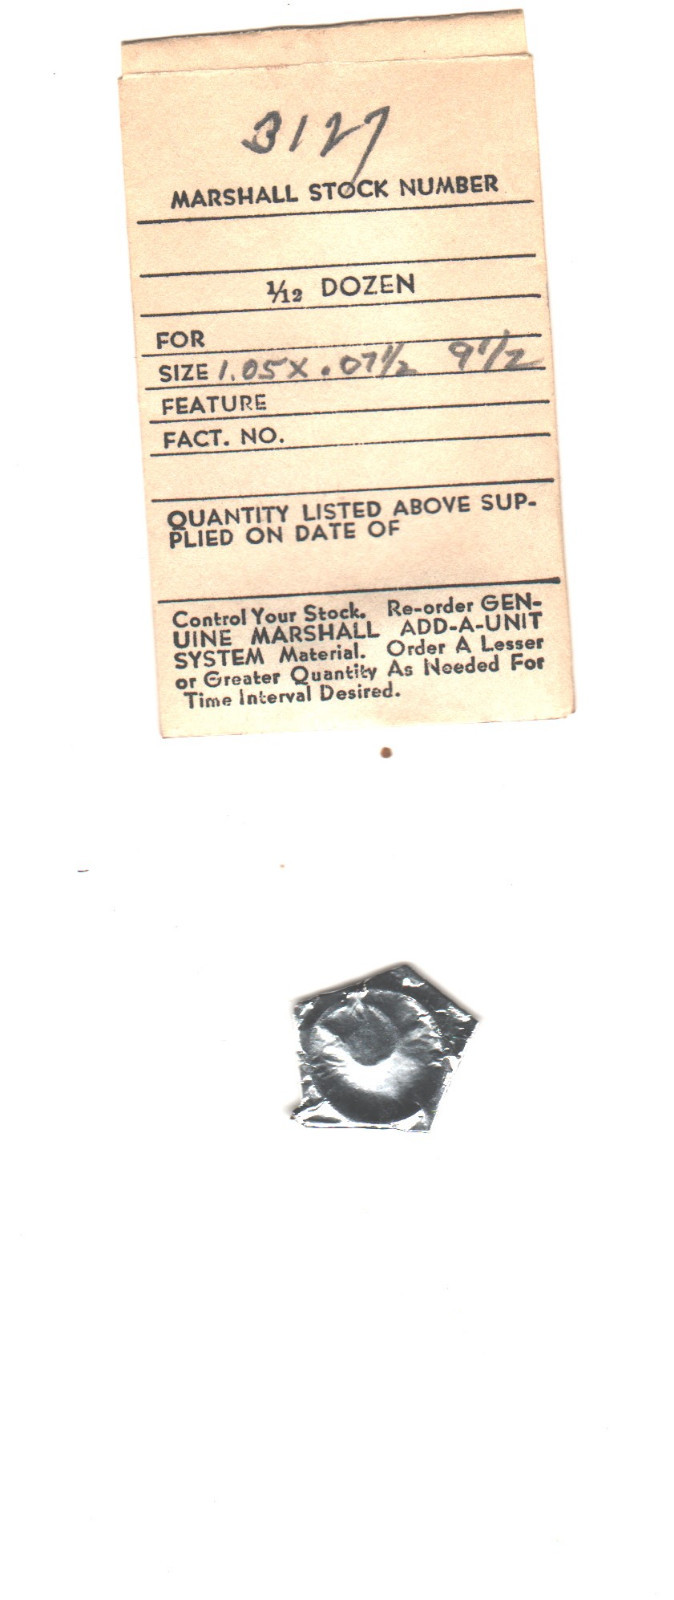 3127
MARSHALL STOCK NUMBER
1/12 DOZEN
FOR
SIZE 1.05 X .07 1/2 9 1/2
FEATURE
FACT. NO.
QUANTITY LISTED ABOVE SUP-
PLIED ON DATE OF
Control Your Stock. Re-order GEN-
UINE MARSHALL ADD-A-UNIT
SYSTEM Material. Order A Lesser
or Greater Quantity As Needed For
Time Interval Desired.